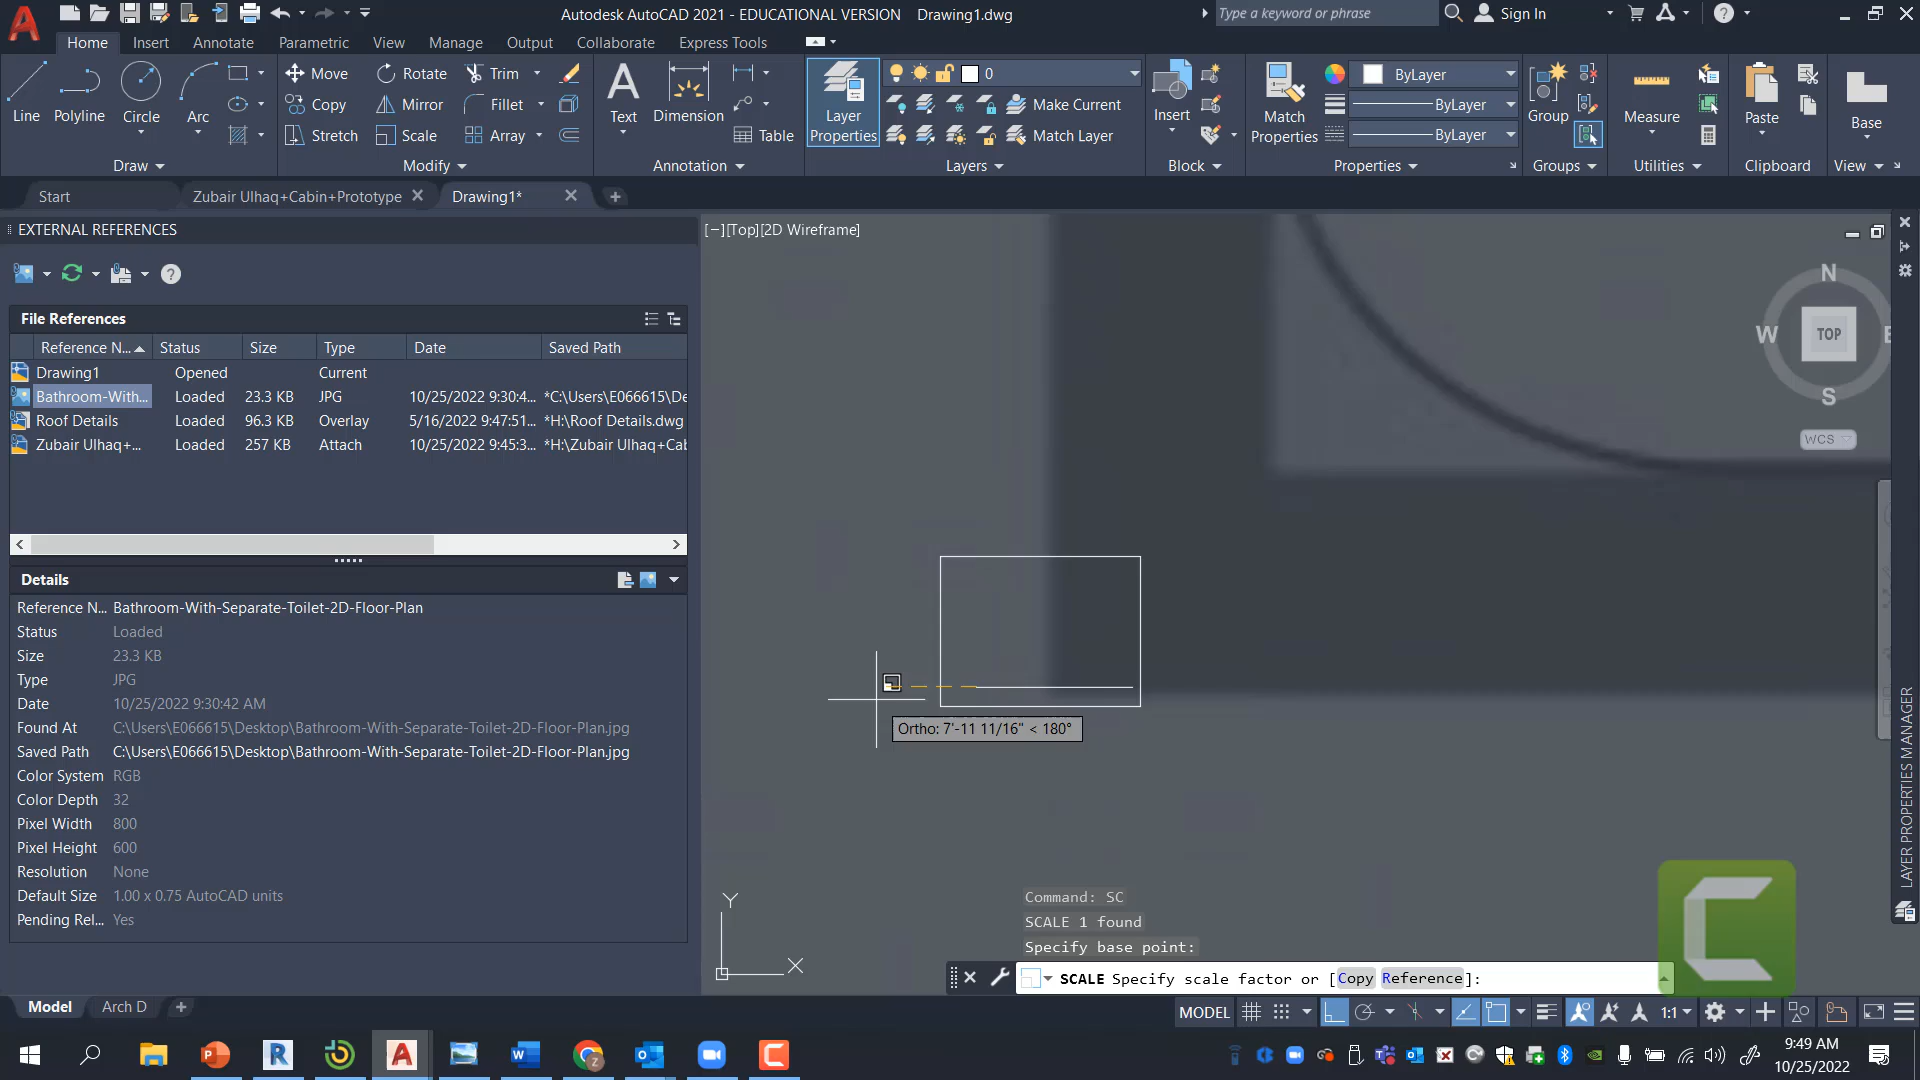 Autodesk AutoCAD 2021 - EDUCATIONAL VERSION Drawing1.dwg
Type a keyword or phrase
Sign In
Home Insert Annotate Parametric View Manage Output Collaborate Express Tools
Line Polyline Circle Arc
Draw
Move Rotate Trim
Copy Mirror Fillet
Stretch Scale Array
Modify
Text Dimension Table
Annotation
Layer Properties
0
Make Current
Match Layer
Layers
Insert
Block
Match Properties
ByLayer
ByLayer
ByLayer
Properties
Group
Groups
Measure
Utilities
Paste
Clipboard
Base
View
Start Zubair Ulhaq+Cabin+Prototype Drawing1*
EXTERNAL REFERENCES
[−][Top][2D Wireframe]
File References
Reference N... Status Size Type Date Saved Path
Drawing1 Opened Current
Bathroom-With... Loaded 23.3 KB JPG 10/25/2022 9:30:4... *C:\Users\E066615\De
Roof Details Loaded 96.3 KB Overlay 5/16/2022 9:47:51... *H:\Roof Details.dwg
Zubair Ulhaq+... Loaded 257 KB Attach 10/25/2022 9:45:3... *H:\Zubair Ulhaq+Cab
Details
Reference N... Bathroom-With-Separate-Toilet-2D-Floor-Plan
Status Loaded
Size 23.3 KB
Type JPG
Date 10/25/2022 9:30:42 AM
Found At C:\Users\E066615\Desktop\Bathroom-With-Separate-Toilet-2D-Floor-Plan.jpg
Saved Path C:\Users\E066615\Desktop\Bathroom-With-Separate-Toilet-2D-Floor-Plan.jpg
Color System RGB
Color Depth 32
Pixel Width 800
Pixel Height 600
Resolution None
Default Size 1.00 x 0.75 AutoCAD units
Pending Rel... Yes
N
W TOP E
S
WCS
Ortho: 7'-11 11/16" < 180°
Y
X
LAYER PROPERTIES MANAGER
Command: SC
SCALE 1 found
Specify base point:
SCALE Specify scale factor or [Copy Reference]:
Model Arch D
MODEL 1:1
9:49 AM
10/25/2022